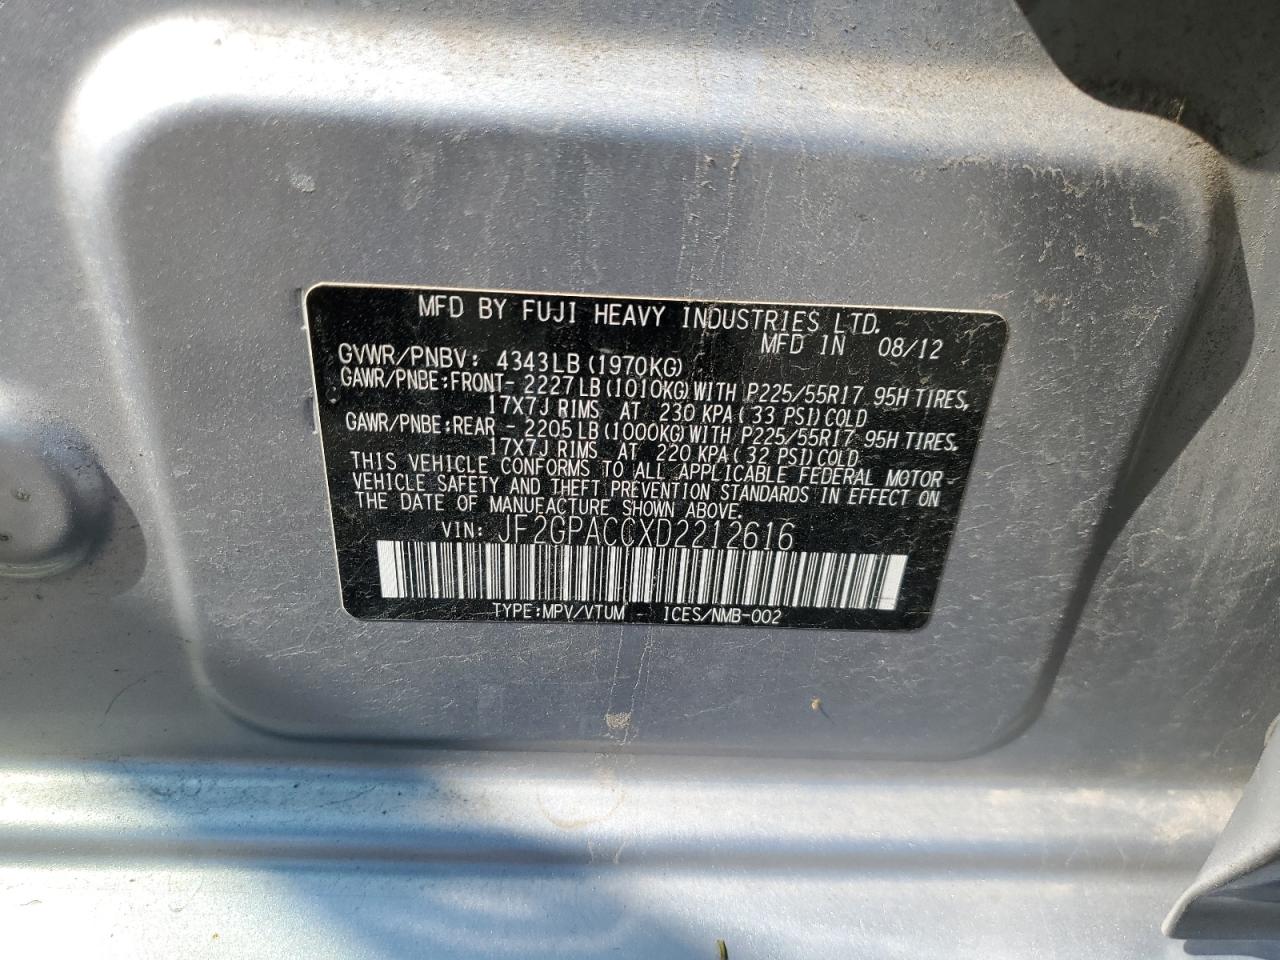 MFD BY FUJI HEAVY INDUSTRIES LTD.
MFD IN 08/12
GVWR/PNBV: 4343LB(1970KG)
GAWR/PNBE:FRONT- 2227LB(1010KG)WITH P225/55R17 95H TIRES,
17X7J RIMS AT 230 KPA(33 PSI)COLD
GAWR/PNBE:REAR - 2205LB(1000KG)WITH P225/55R17 95H TIRES,
17X7J RIMS AT 220 KPA(32 PSI)COLD
THIS VEHICLE CONFORMS TO ALL APPLICABLE FEDERAL MOTOR-
VEHICLE SAFETY AND THEFT PREVENTION STANDARDS IN EFFECT ON
THE DATE OF MANUFACTURE SHOWN ABOVE.
VIN: JF2GPACCXD2212616
TYPE:MPV/VTUM - ICES/NMB-002